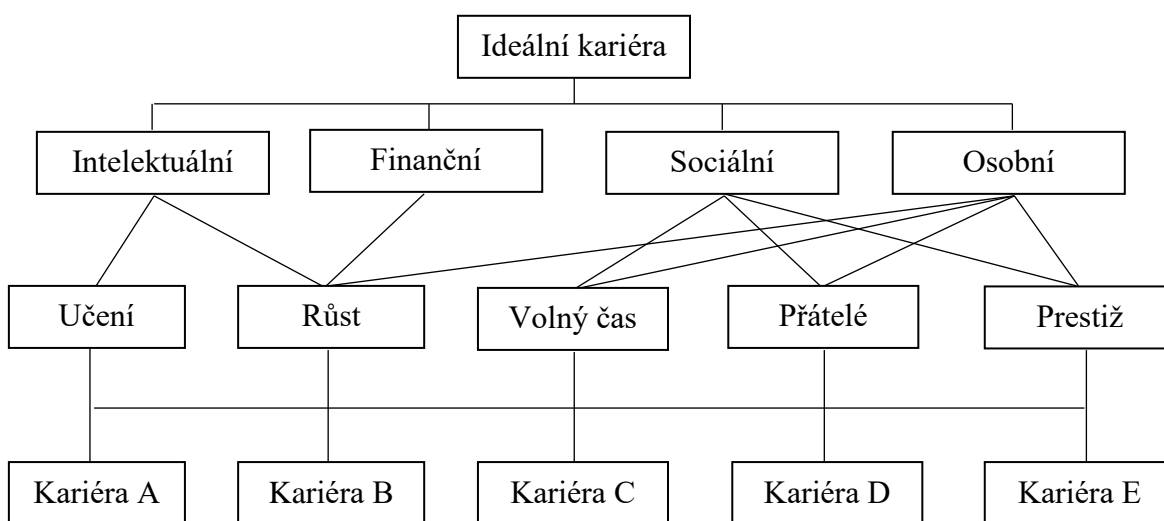 Ideální kariéra
Intelektuální
Finanční
Sociální
Osobní
Učení
Růst
Volný čas
Přátelé
Prestiž
Kariéra A
Kariéra B
Kariéra C
Kariéra D
Kariéra E